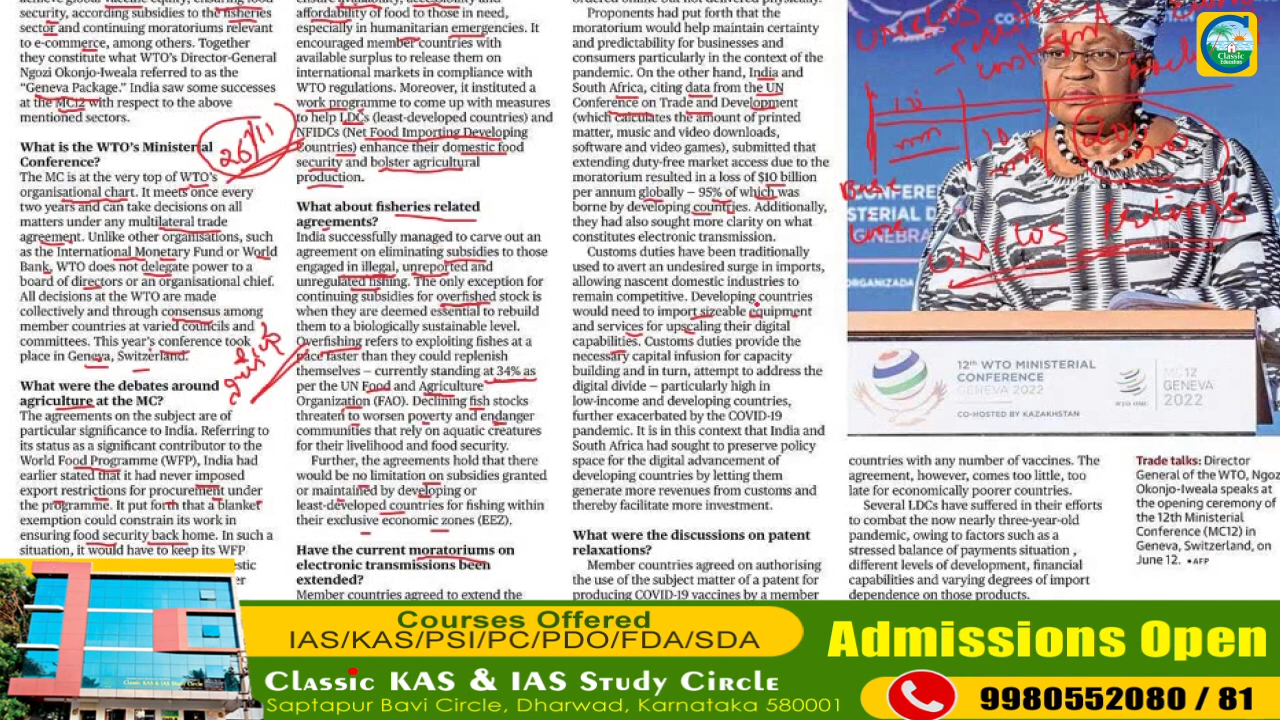 achieve global vaccine equity, ensuring food
security, according subsidies to the fisheries
sector and continuing moratoriums relevant
to e-commerce, among others. Together
they constitute what WTO's Director-General
Ngozi Okonjo-Iweala referred to as the
"Geneva Package." India saw some successes
at the MC12 with respect to the above
mentioned sectors.
What is the WTO's Ministerial
Conference?
The MC is at the very top of WTO's
organisational chart. It meets once every
two years and can take decisions on all
matters under any multilateral trade
agreement. Unlike other organisations, such
as the International Monetary Fund or World
Bank, WTO does not delegate power to a
board of directors or an organisational chief.
All decisions at the WTO are made
collectively and through consensus among
member countries at varied councils and
committees. This year's conference took
place in Geneva, Switzerland.
What were the debates around
agriculture at the MC?
The agreements on the subject are of
particular significance to India. Referring to
its status as a significant contributor to the
World Food Programme (WFP), India had
earlier stated that it had never imposed
export restrictions for procurement under
the programme. It put forth that a blanket
exemption could constrain its work in
ensuring food security back home. In such a
situation, it would have to keep its WFP
26/11
affordability of food to those in need,
especially in humanitarian emergencies. It
encouraged member countries with
available surplus to release them on
international markets in compliance with
WTO regulations. Moreover, it instituted a
work programme to come up with measures
to help LDCs (least-developed countries) and
NFIDCs (Net Food Importing Developing
Countries) enhance their domestic food
security and bolster agricultural
production.
What about fisheries related
agreements?
India successfully managed to carve out an
agreement on eliminating subsidies to those
engaged in illegal, unreported and
unregulated fishing. The only exception for
continuing subsidies for overfished stock is
when they are deemed essential to rebuild
them to a biologically sustainable level.
Overfishing refers to exploiting fishes at a
pace faster than they could replenish
themselves – currently standing at 34% as
per the UN Food and Agriculture
Organization (FAO). Declining fish stocks
threaten to worsen poverty and endanger
communities that rely on aquatic creatures
for their livelihood and food security.
Further, the agreements hold that there
would be no limitation on subsidies granted
or maintained by developing or
least-developed countries for fishing within
their exclusive economic zones (EEZ).
Have the current moratoriums on
electronic transmissions been
extended?
Member countries agreed to extend the
Proponents had put forth that the
moratorium would help maintain certainty
and predictability for businesses and
consumers particularly in the context of the
pandemic. On the other hand, India and
South Africa, citing data from the UN
Conference on Trade and Development
(which calculates the amount of printed
matter, music and video downloads,
software and video games), submitted that
extending duty-free market access due to the
moratorium resulted in a loss of $10 billion
per annum globally – 95% of which was
borne by developing countries. Additionally,
they had also sought more clarity on what
constitutes electronic transmission.
Customs duties have been traditionally
used to avert an undesired surge in imports,
allowing nascent domestic industries to
remain competitive. Developing countries
would need to import sizeable equipment
and services for upscaling their digital
capabilities. Customs duties provide the
necessary capital infusion for capacity
building and in turn, attempt to address the
digital divide – particularly high in
low-income and developing countries,
further exacerbated by the COVID-19
pandemic. It is in this context that India and
South Africa had sought to preserve policy
space for the digital advancement of
developing countries by letting them
generate more revenues from customs and
thereby facilitate more investment.
What were the discussions on patent
relaxations?
Member countries agreed on authorising
the use of the subject matter of a patent for
producing COVID-19 vaccines by a member
UNCLOS
Base
Line
UNCLOS
Classic
Education
12th WTO MINISTERIAL
CONFERENCE
GENEVA 2022
CO-HOSTED BY KAZAKHSTAN
MC12
GENEVA
2022
countries with any number of vaccines. The
agreement, however, comes too little, too
late for economically poorer countries.
Several LDCs have suffered in their efforts
to combat the now nearly three-year-old
pandemic, owing to factors such as a
stressed balance of payments situation ,
different levels of development, financial
capabilities and varying degrees of import
dependence on those products.
Trade talks: Director
General of the WTO, Ngoz
Okonjo-Iweala speaks at
the opening ceremony of
the 12th Ministerial
Conference (MC12) in
Geneva, Switzerland, on
June 12. • AFP
Courses Offered
IAS/KAS/PSI/PC/PDO/FDA/SDA
Classic KAS & IAS Study Circle
Saptapur Bavi Circle, Dharwad, Karnataka 580001
Admissions Open
9980552080 / 81